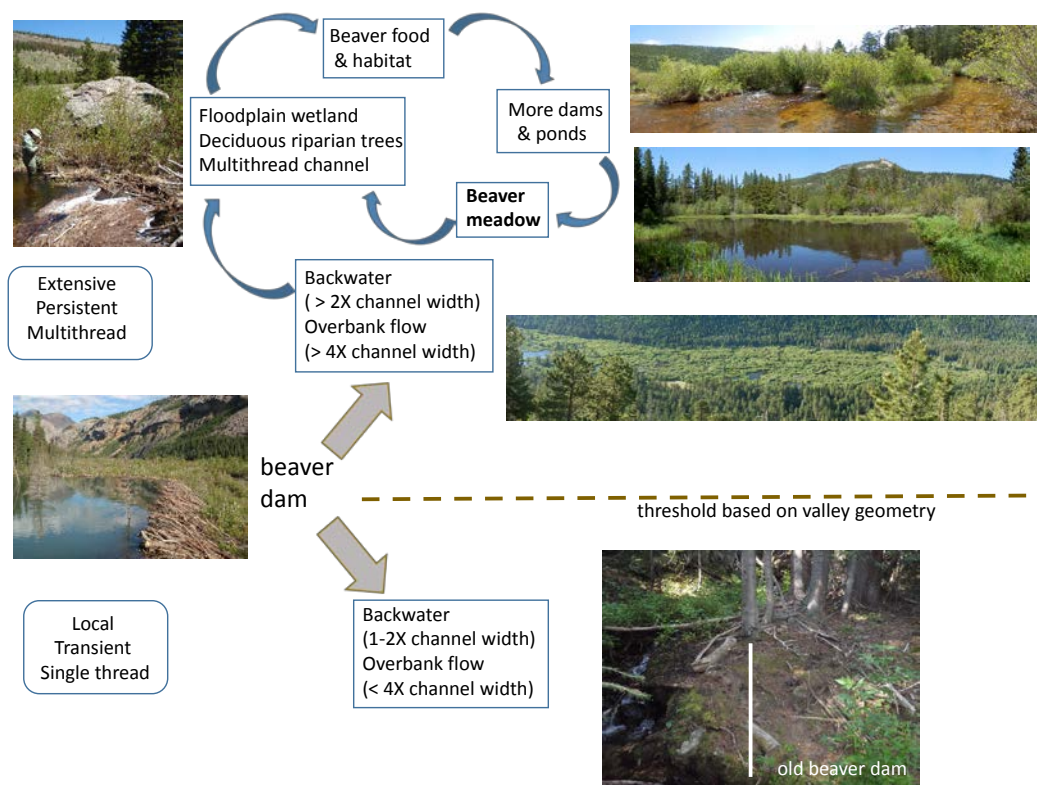 Beaver food
& habitat
Floodplain wetland
Deciduous riparian trees
Multithread channel
More dams
& ponds
Beaver
meadow
Extensive
Persistent
Multithread
Backwater
( > 2X channel width)
Overbank flow
(> 4X channel width)
beaver
dam
threshold based on valley geometry
Local
Transient
Single thread
Backwater
(1-2X channel width)
Overbank flow
(< 4X channel width)
old beaver dam